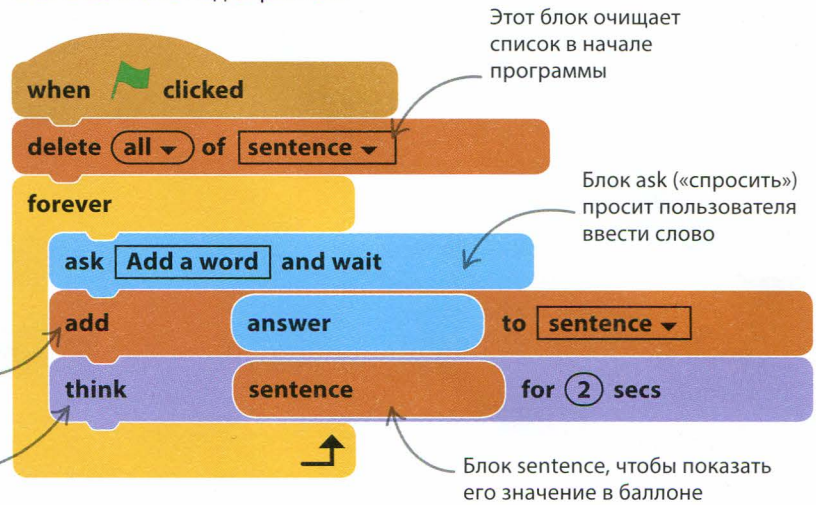 Этот блок очищает
список в начале
программы
when clicked
delete all of sentence
forever
Блок ask («спросить»)
просит пользователя
ввести слово
ask Add a word and wait
add answer to sentence
think sentence for 2 secs
Блок sentence, чтобы показать
его значение в баллоне